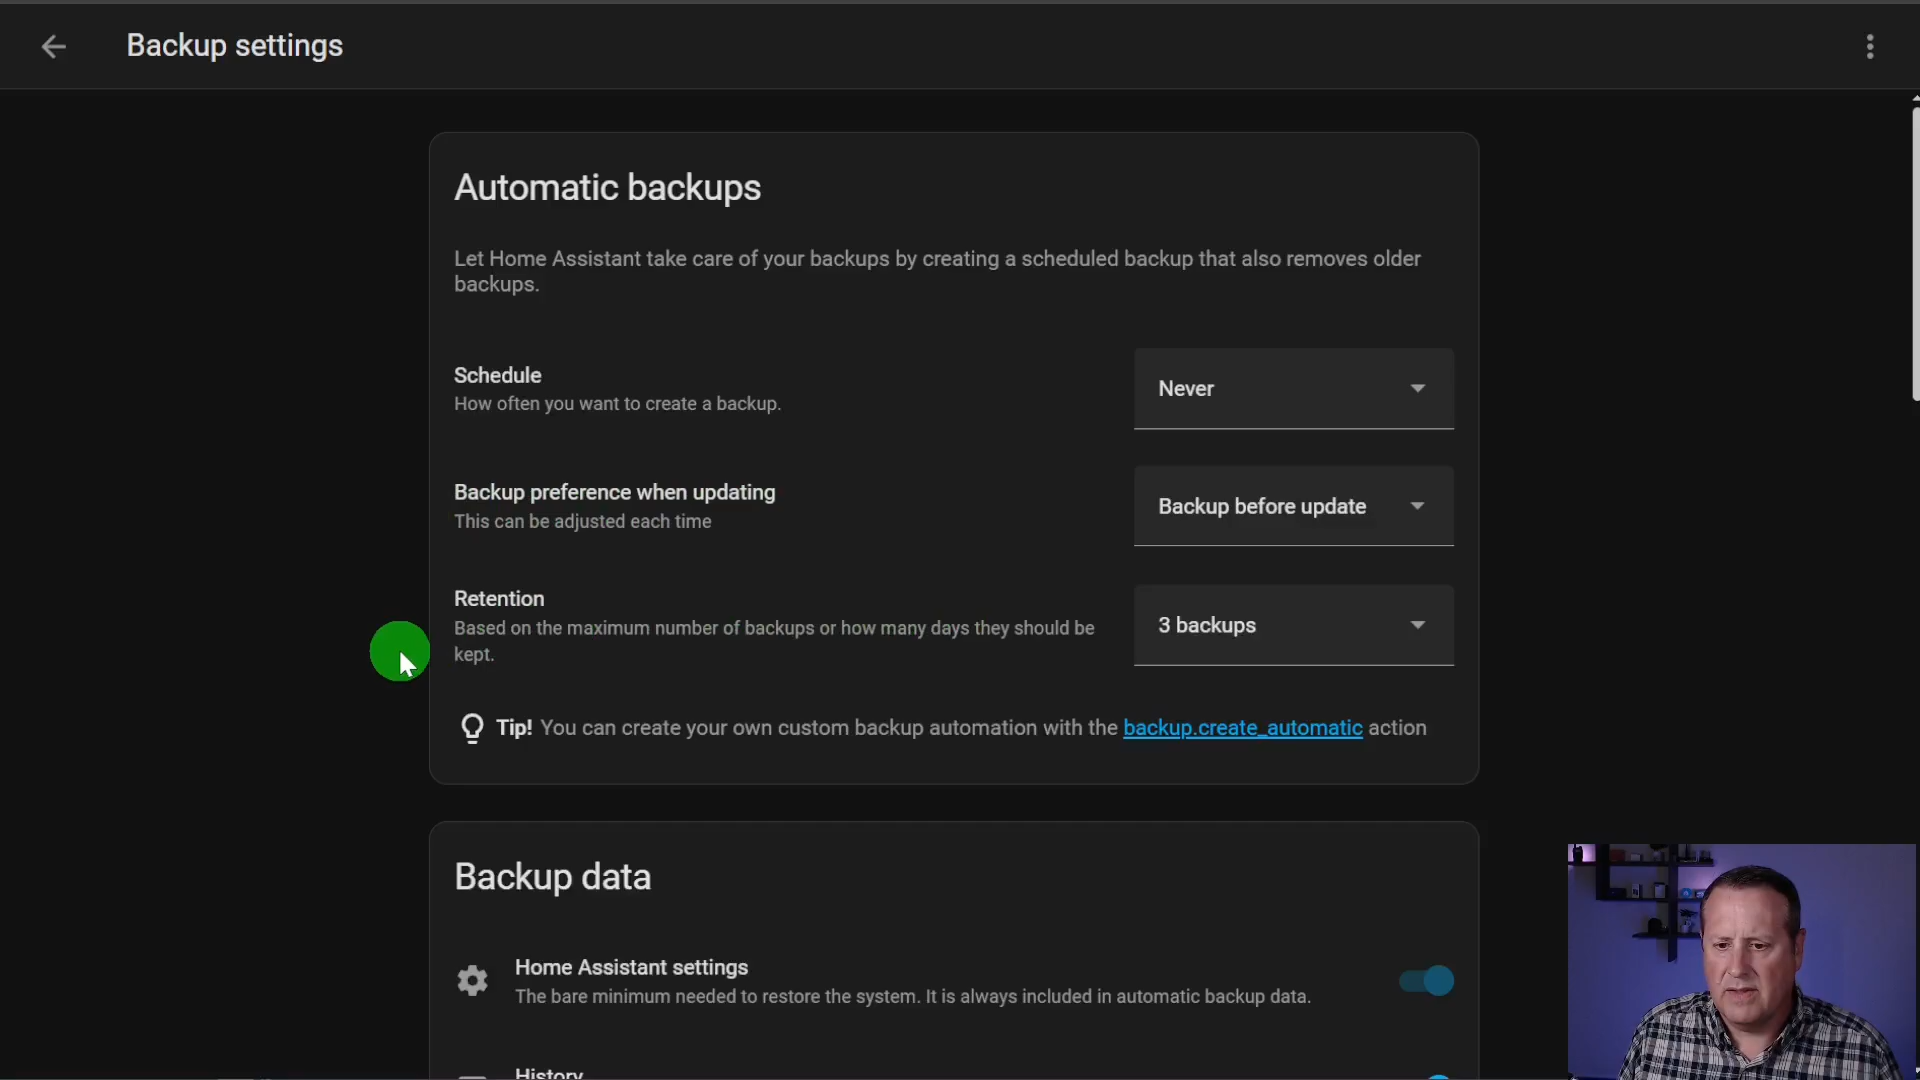 Backup settings
Automatic backups
Let Home Assistant take care of your backups by creating a scheduled backup that also removes older
backups.
Schedule
How often you want to create a backup.
Never
Backup preference when updating
This can be adjusted each time
Backup before update
Retention
Based on the maximum number of backups or how many days they should be
kept.
3 backups
Tip! You can create your own custom backup automation with the backup.create_automatic action
Backup data
Home Assistant settings
The bare minimum needed to restore the system. It is always included in automatic backup data.
History